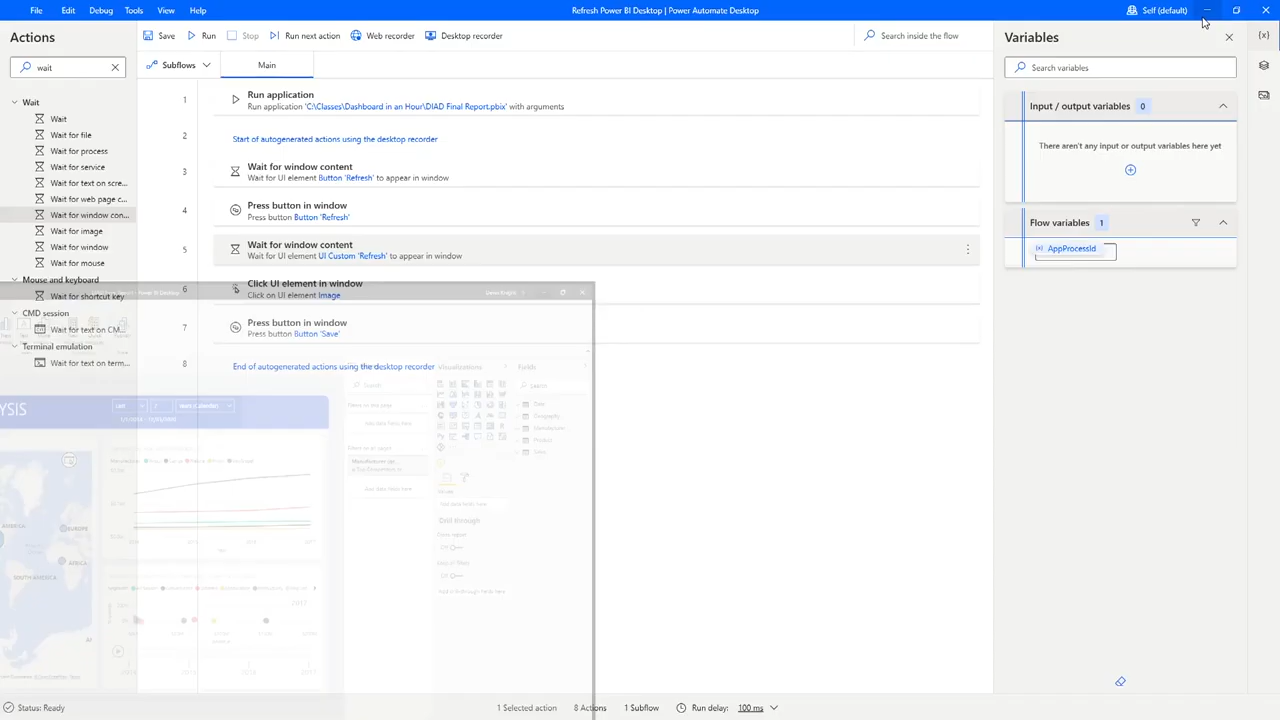 File Edit Debug Tools View Help
Refresh Power BI Desktop | Power Automate Desktop
Self (default)
Actions
Save Run Stop Run next action Web recorder Desktop recorder
Search inside the flow
Variables
wait
Subflows
Main
Search variables
Wait
Wait
Wait for file
Wait for process
Wait for service
Wait for text on scre...
Wait for web page c...
Wait for window con...
Wait for image
Wait for window
Wait for mouse
Mouse and keyboard
Wait for shortcut key
CMD session
Wait for text on CM...
Terminal emulation
Wait for text on term...
1
Run application
Run application 'C:\Classes\Dashboard in an Hour\DIAD Final Report.pbix' with arguments
2
Start of autogenerated actions using the desktop recorder
3
Wait for window content
Wait for UI element Button 'Refresh' to appear in window
4
Press button in window
Press button Button 'Refresh'
5
Wait for window content
Wait for UI element UI Custom 'Refresh' to appear in window
6
Click UI element in window
Click on UI element Image
7
Press button in window
Press button Button 'Save'
8
End of autogenerated actions using the desktop recorder
Input / output variables 0
There aren't any input or output variables here yet
Flow variables 1
AppProcessId
Visualizations
Fields
Drill through
EUROPE
AFRICA
SOUTH AMERICA
Status: Ready
1 Selected action
8 Actions
1 Subflow
Run delay: 100 ms